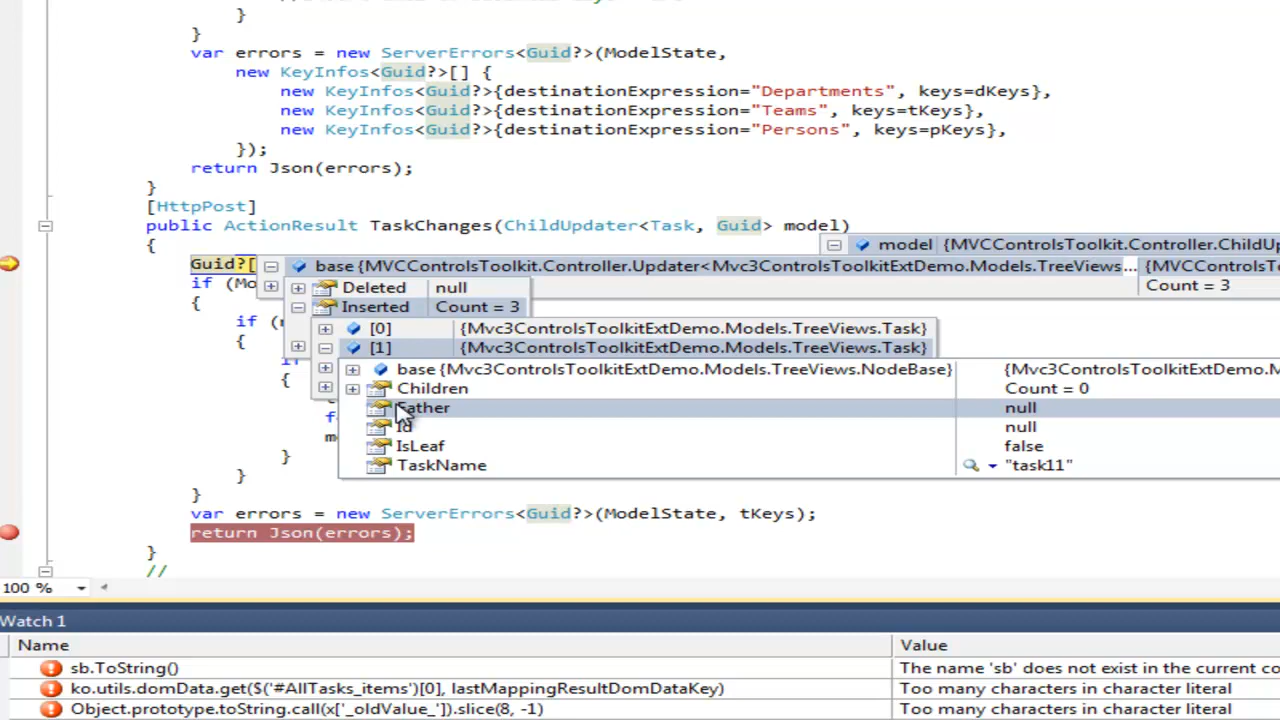 }
}
var errors = new ServerErrors<Guid?>(ModelState,
new KeyInfos<Guid?>[] {
new KeyInfos<Guid?>{destinationExpression="Departments", keys=dKeys},
new KeyInfos<Guid?>{destinationExpression="Teams", keys=tKeys},
new KeyInfos<Guid?>{destinationExpression="Persons", keys=pKeys},
});
return Json(errors);
}
[HttpPost]
public ActionResult TaskChanges(ChildUpdater<Task, Guid> model)
{ model {MVCControlsToolkit.Controller.ChildUp
Guid?[ base {MVCControlsToolkit.Controller.Updater<Mvc3ControlsToolkitExtDemo.Models.TreeViews... {MVCControlsTo
if (Mo Deleted null Count = 3
{ Inserted Count = 3
if ( [0] {Mvc3ControlsToolkitExtDemo.Models.TreeViews.Task}
{ [1] {Mvc3ControlsToolkitExtDemo.Models.TreeViews.Task}
base {Mvc3ControlsToolkitExtDemo.Models.TreeViews.NodeBase} {Mvc3ControlsToolkitExtDemo.M
{ Children Count = 0
Father null
Id null
IsLeaf false
} TaskName "task11"
}
}
var errors = new ServerErrors<Guid?>(ModelState, tKeys);
return Json(errors);
}
//
100 %
Watch 1
Name Value
sb.ToString() The name 'sb' does not exist in the current co
ko.utils.domData.get($('#AllTasks_items')[0], lastMappingResultDomDataKey) Too many characters in character literal
Object.prototype.toString.call(x['_oldValue_']).slice(8, -1) Too many characters in character literal